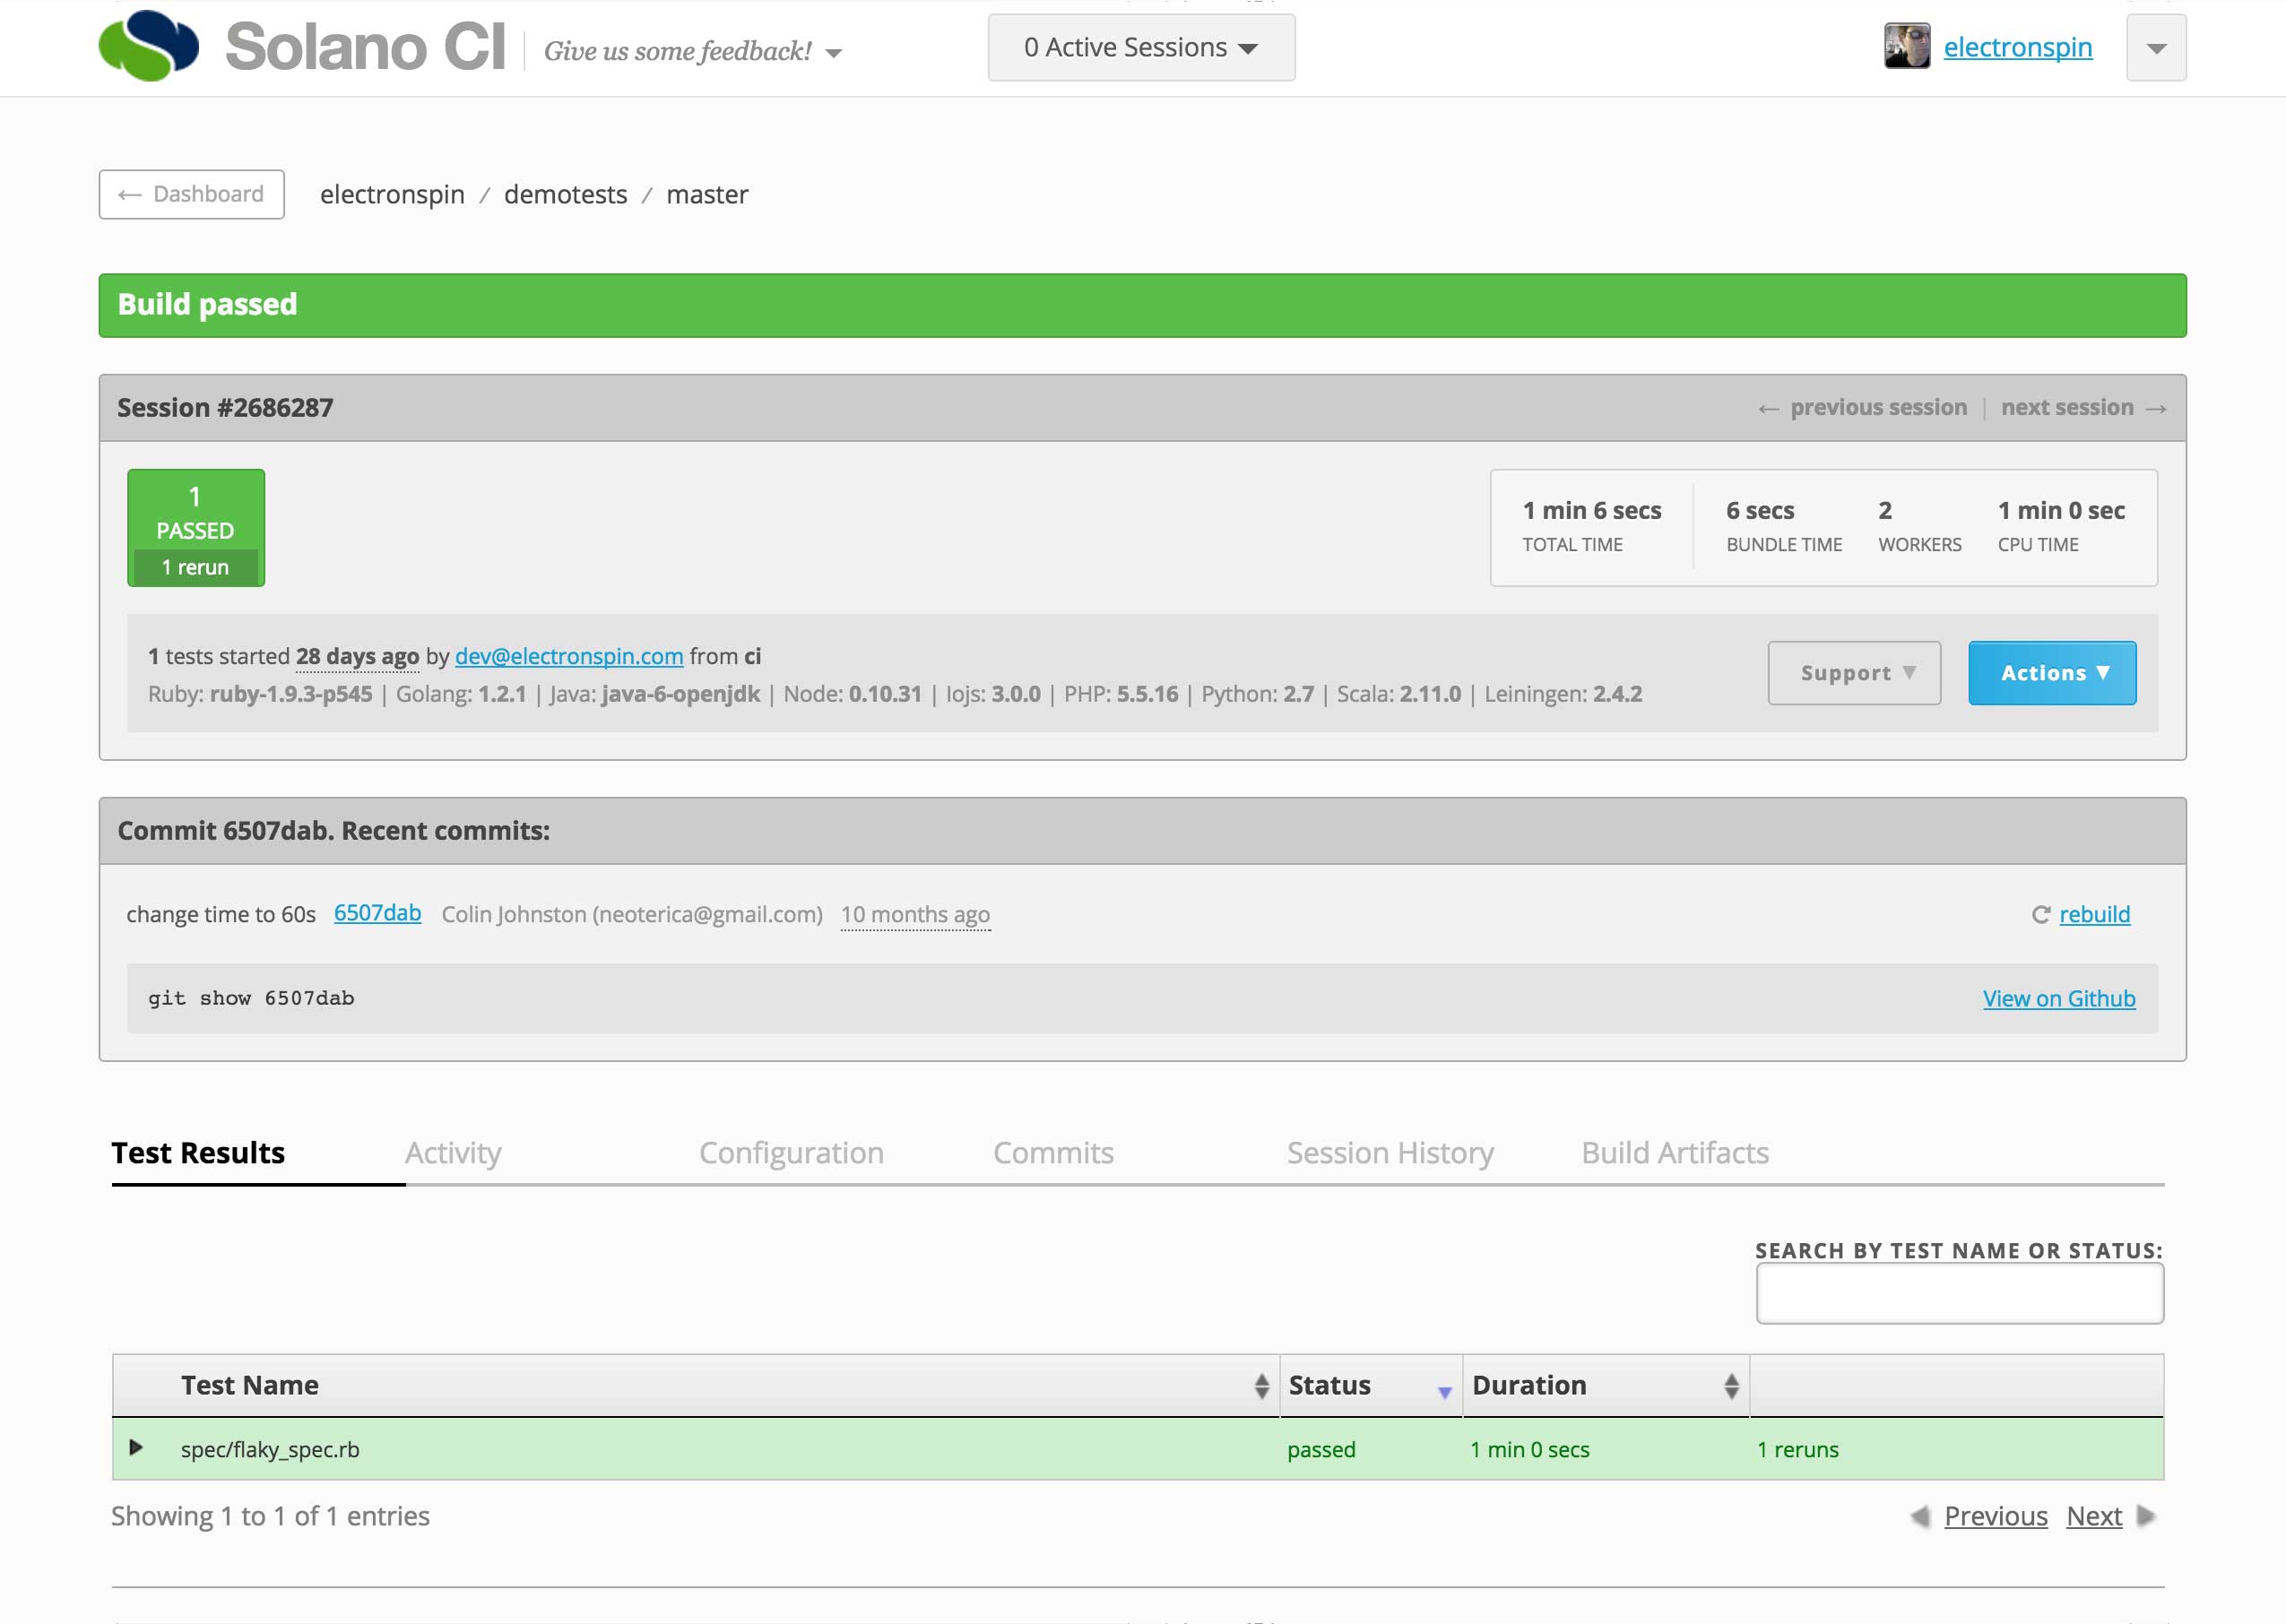 Solano CI
Give us some feedback!
0 Active Sessions
electronspin
← Dashboard
electronspin / demotests / master
Build passed
Session #2686287
← previous session | next session →
1
PASSED
1 rerun
1 min 6 secs
TOTAL TIME
6 secs
BUNDLE TIME
2
WORKERS
1 min 0 sec
CPU TIME
1 tests started 28 days ago by dev@electronspin.com from ci
Ruby: ruby-1.9.3-p545 | Golang: 1.2.1 | Java: java-6-openjdk | Node: 0.10.31 | Iojs: 3.0.0 | PHP: 5.5.16 | Python: 2.7 | Scala: 2.11.0 | Leiningen: 2.4.2
Support ▼
Actions ▼
Commit 6507dab. Recent commits:
change time to 60s 6507dab Colin Johnston (neoterica@gmail.com) 10 months ago
rebuild
git show 6507dab
View on Github
Test Results
Activity
Configuration
Commits
Session History
Build Artifacts
SEARCH BY TEST NAME OR STATUS:
Test Name Status Duration
spec/flaky_spec.rb passed 1 min 0 secs 1 reruns
Showing 1 to 1 of 1 entries
Previous Next